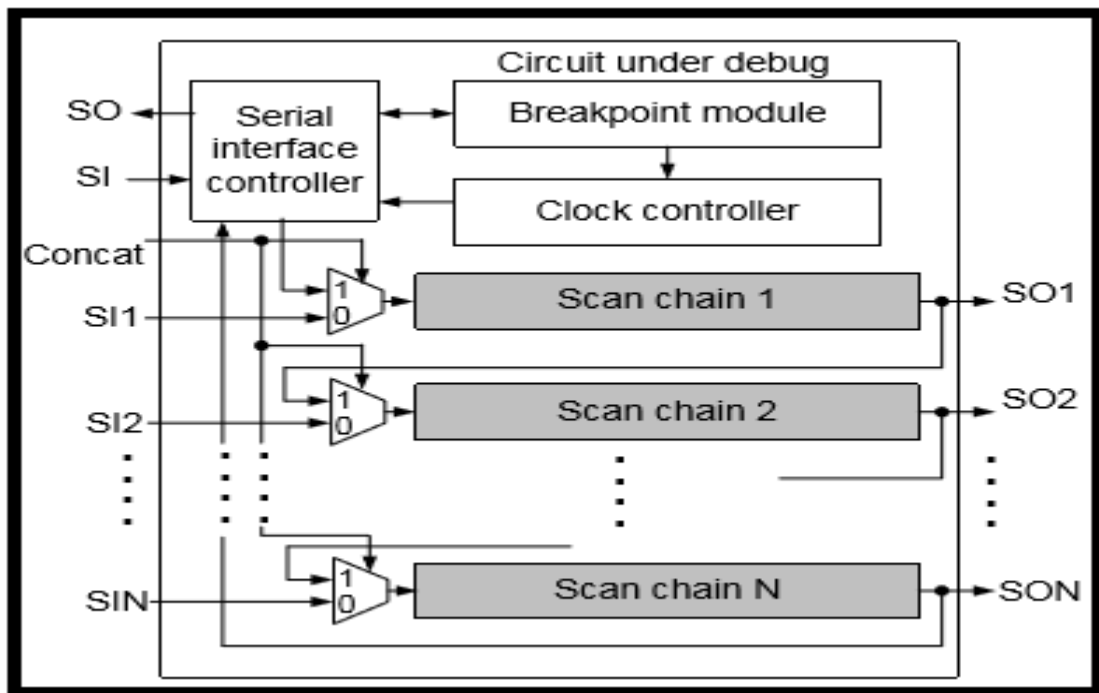 Circuit under debug
SO
Serial
interface
controller
Breakpoint module
SI
Clock controller
Concat
1
0
SI1
Scan chain 1
SO1
1
0
SI2
Scan chain 2
SO2
1
0
SIN
Scan chain N
SON